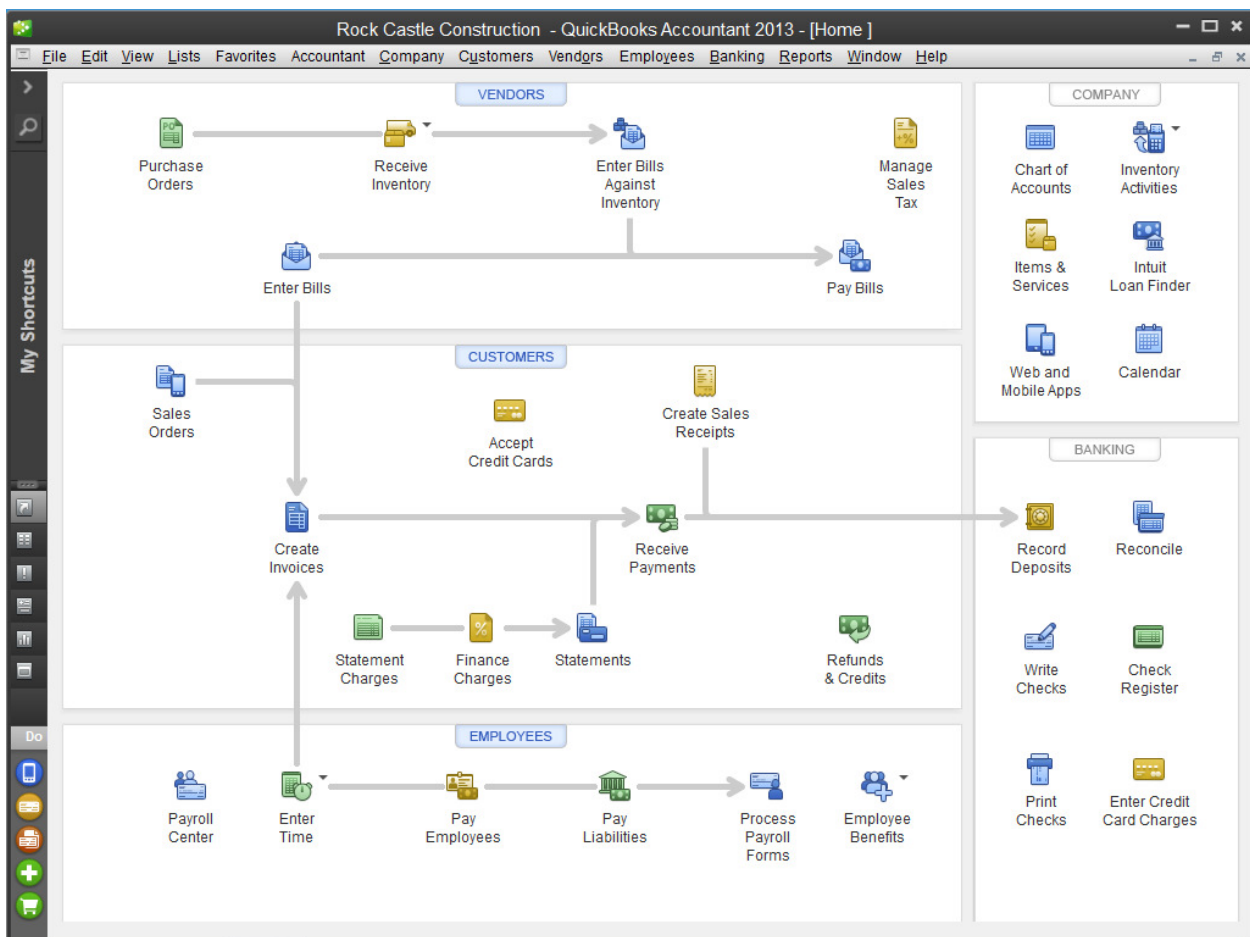 Rock Castle Construction - QuickBooks Accountant 2013 - [Home ]
File Edit View Lists Favorites Accountant Company Customers Vendors Employees Banking Reports Window Help
My Shortcuts
Do
VENDORS
PO
Purchase
Orders
Receive
Inventory
Enter Bills
Against
Inventory
+%
Manage
Sales
Tax
Enter Bills
Pay Bills
CUSTOMERS
Sales
Orders
Accept
Credit Cards
Create Sales
Receipts
Create
Invoices
Receive
Payments
Statement
Charges
%
Finance
Charges
Statements
Refunds
& Credits
EMPLOYEES
Payroll
Center
Enter
Time
Pay
Employees
Pay
Liabilities
Process
Payroll
Forms
Employee
Benefits
COMPANY
Chart of
Accounts
Inventory
Activities
Items &
Services
Intuit
Loan Finder
Web and
Mobile Apps
Calendar
BANKING
Record
Deposits
Reconcile
Write
Checks
Check
Register
Print
Checks
Enter Credit
Card Charges